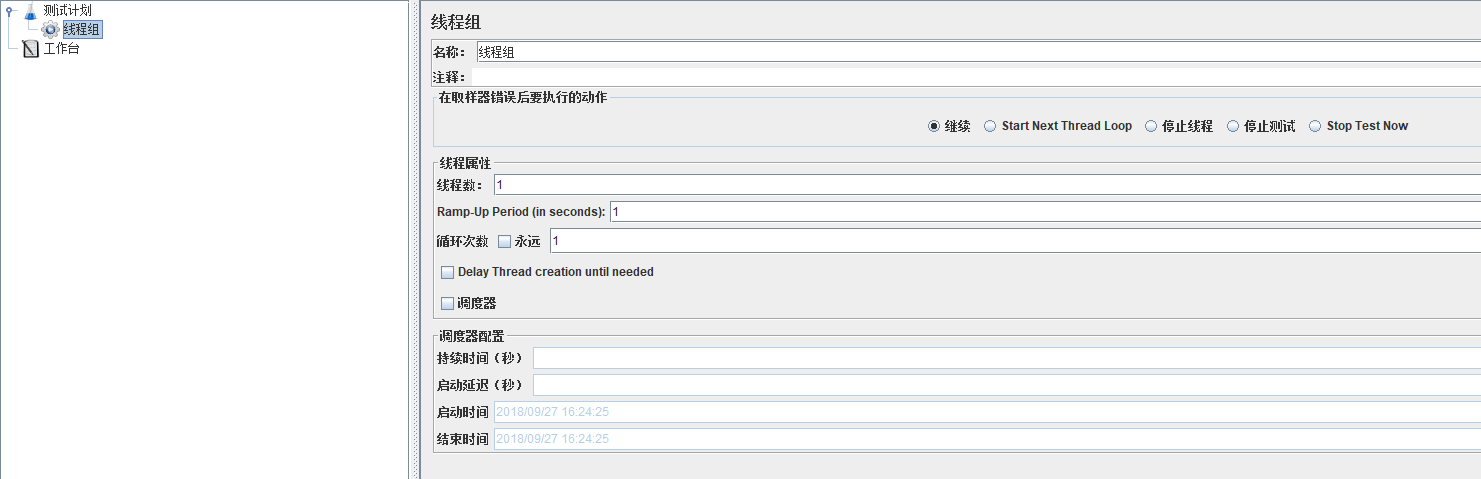 测试计划
线程组
工作台
线程组
名称： 线程组
注释：
在取样器错误后要执行的动作
继续 Start Next Thread Loop 停止线程 停止测试 Stop Test Now
线程属性
线程数： 1
Ramp-Up Period (in seconds): 1
循环次数 永远 1
Delay Thread creation until needed
调度器
调度器配置
持续时间（秒）
启动延迟（秒）
启动时间 2018/09/27 16:24:25
结束时间 2018/09/27 16:24:25